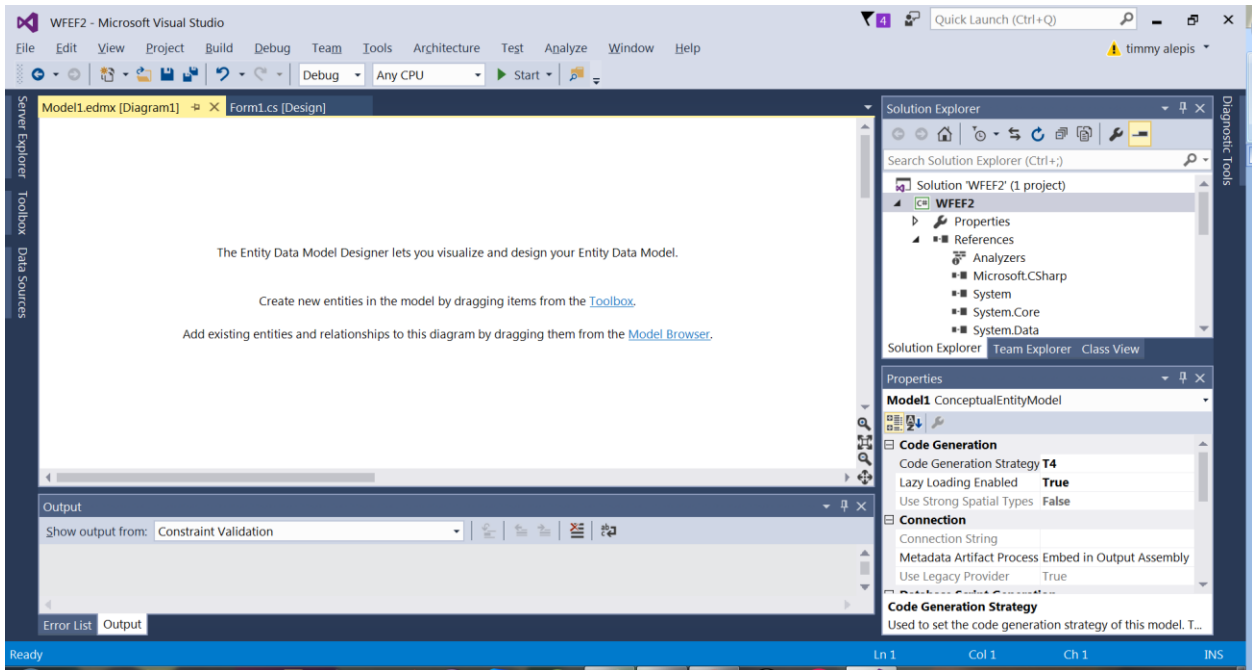 WFEF2 - Microsoft Visual Studio
4
Quick Launch (Ctrl+Q)
File Edit View Project Build Debug Team Tools Architecture Test Analyze Window Help
timmy alepis
Debug Any CPU Start
Server Explorer
Toolbox
Data Sources
Model1.edmx [Diagram1] Form1.cs [Design]
The Entity Data Model Designer lets you visualize and design your Entity Data Model.
Create new entities in the model by dragging items from the Toolbox.
Add existing entities and relationships to this diagram by dragging them from the Model Browser.
Output
Show output from: Constraint Validation
Error List Output
Solution Explorer
Search Solution Explorer (Ctrl+;)
Solution 'WFEF2' (1 project)
C# WFEF2
Properties
References
Analyzers
Microsoft.CSharp
System
System.Core
System.Data
Solution Explorer Team Explorer Class View
Properties
Model1 ConceptualEntityModel
Code Generation
Code Generation Strategy T4
Lazy Loading Enabled True
Use Strong Spatial Types False
Connection
Connection String
Metadata Artifact Process Embed in Output Assembly
Use Legacy Provider True
Database Script Generation
Code Generation Strategy
Used to set the code generation strategy of this model. T...
Diagnostic Tools
Ready Ln 1 Col 1 Ch 1 INS